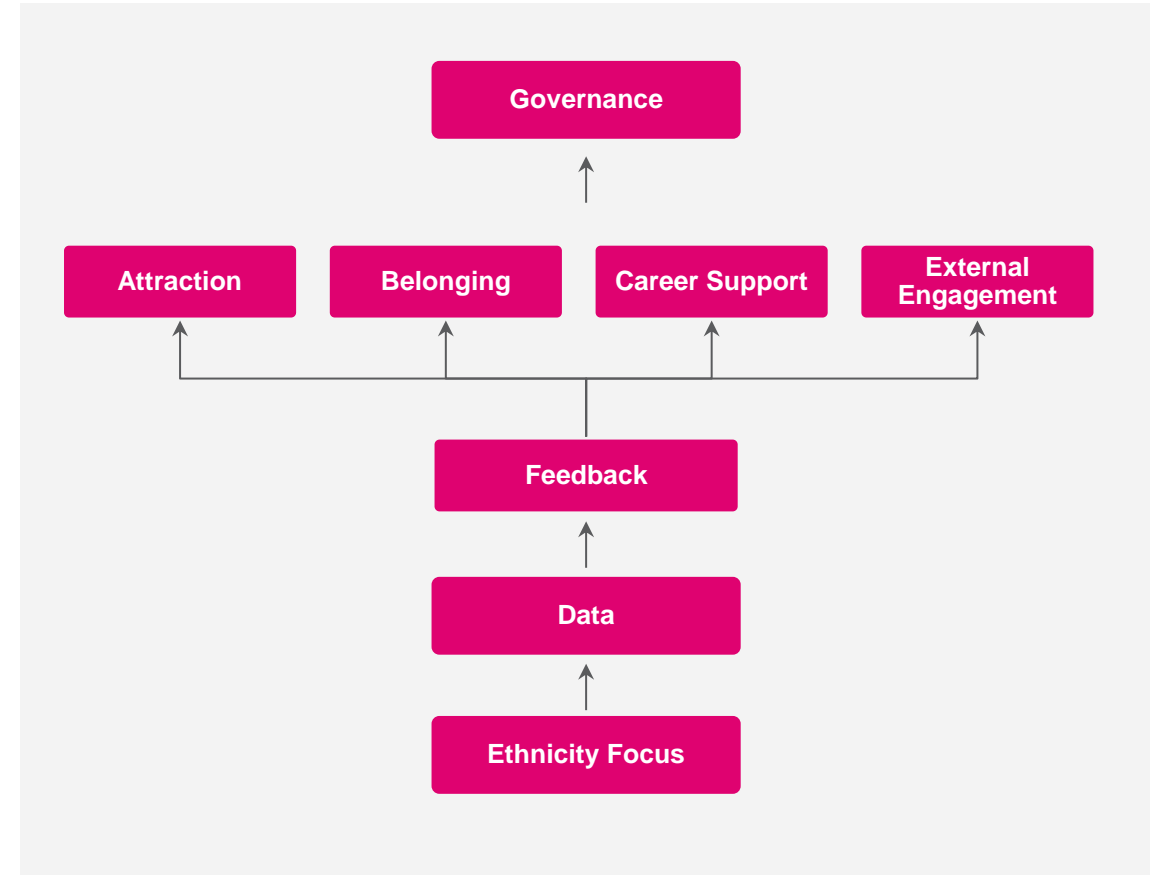 Governance
Attraction
Belonging
Career Support
External
Engagement
Feedback
Data
Ethnicity Focus